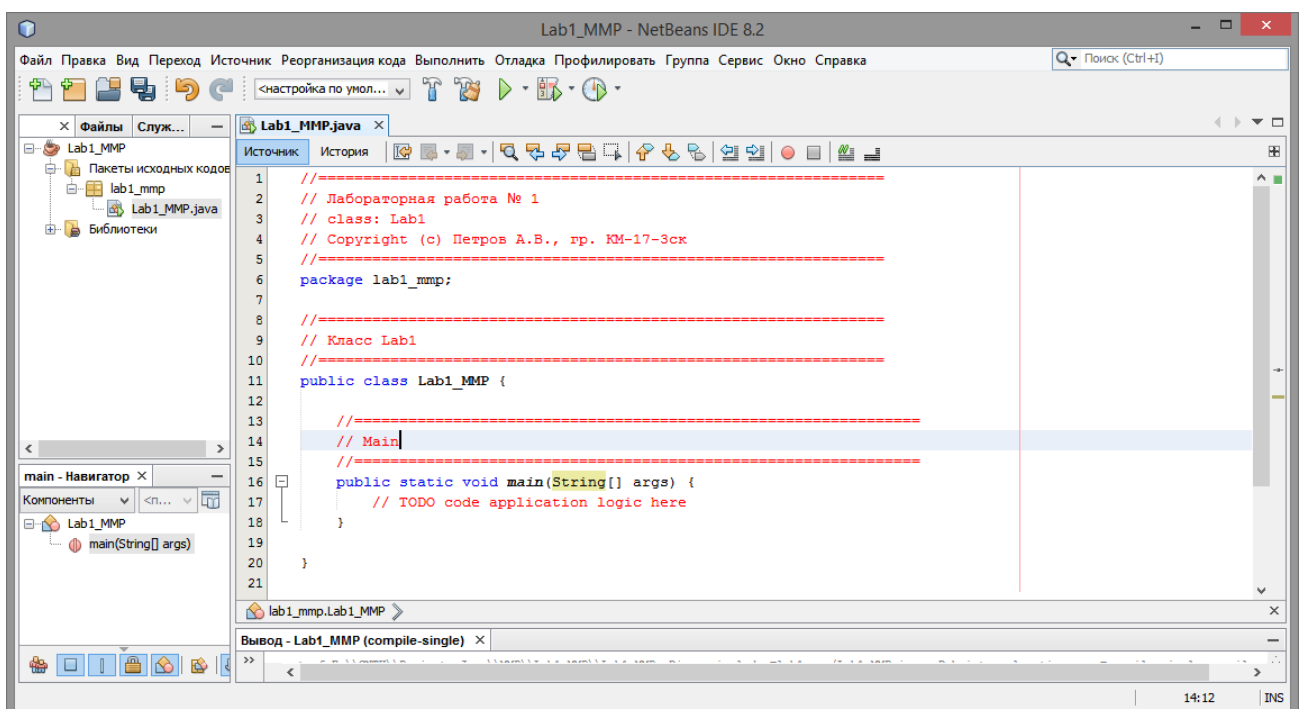 Lab1_MMP - NetBeans IDE 8.2
Файл Правка Вид Переход Источник Реорганизация кода Выполнить Отладка Профилировать Группа Сервис Окно Справка
Поиск (Ctrl+I)
<настройка по умол...
Файлы Служ...
Lab1_MMP
Пакеты исходных кодов
lab1_mmp
Lab1_MMP.java
Библиотеки
main - Навигатор
Компоненты <п...
Lab1_MMP
main(String[] args)
Lab1_MMP.java
Источник История
1 //===============================================================
2 // Лабораторная работа № 1
3 // class: Lab1
4 // Copyright (c) Петров А.В., гр. КМ-17-3ск
5 //===============================================================
6 package lab1_mmp;
7
8 //===============================================================
9 // Класс Lab1
10 //===============================================================
11 public class Lab1_MMP {
12
13 //===============================================================
14 // Main
15 //===============================================================
16 public static void main(String[] args) {
17 // TODO code application logic here
18 }
19
20 }
21
lab1_mmp.Lab1_MMP
Вывод - Lab1_MMP (compile-single)
14:12 INS